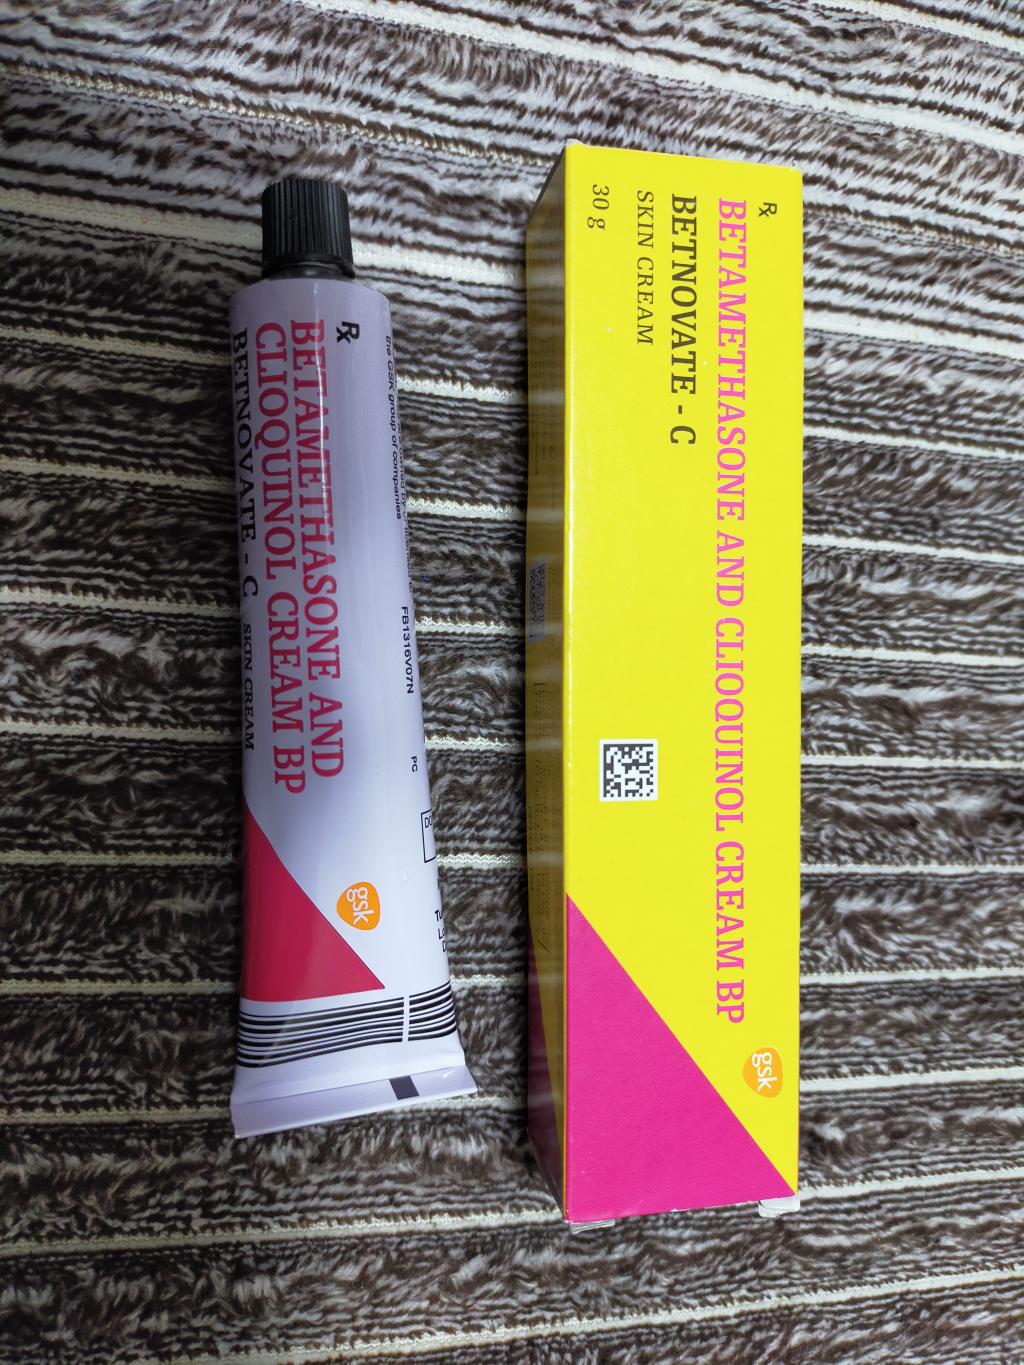 Rx
BETAMETHASONE AND
CLIOQUINOL CREAM BP
BETNOVATE - C SKIN CREAM
gsk
the GSK group of companies
FB1316V07N
PC
Rx
BETAMETHASONE AND CLIOQUINOL CREAM BP
BETNOVATE - C
SKIN CREAM
30 g
gsk